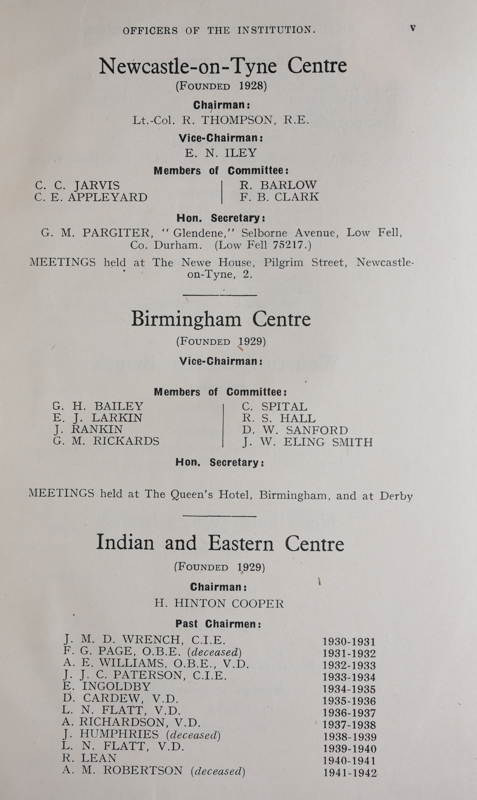 OFFICERS OF THE INSTITUTION. v
Newcastle-on-Tyne Centre
(FOUNDED 1928)
Chairman:
Lt.-Col. R. THOMPSON, R.E.
Vice-Chairman:
E. N. ILEY
Members of Committee:
C. C. JARVIS R. BARLOW
C. E. APPLEYARD F. B. CLARK
Hon. Secretary:
G. M. PARGITER, "Glendene," Selborne Avenue, Low Fell,
Co. Durham. (Low Fell 75217.)
MEETINGS held at The Newe House, Pilgrim Street, Newcastle-
on-Tyne, 2.
Birmingham Centre
(FOUNDED 1929)
Vice-Chairman:
Members of Committee:
G. H. BAILEY C. SPITAL
E. J. LARKIN R. S. HALL
J. RANKIN D. W. SANFORD
G. M. RICKARDS J. W. ELING SMITH
Hon. Secretary:
MEETINGS held at The Queen's Hotel, Birmingham, and at Derby
Indian and Eastern Centre
(FOUNDED 1929)
Chairman:
H. HINTON COOPER
Past Chairmen:
J. M. D. WRENCH, C.I.E. 1930-1931
F. G. PAGE, O.B.E. (deceased) 1931-1932
A. E. WILLIAMS, O.B.E., V.D. 1932-1933
J. J. C. PATERSON, C.I.E. 1933-1934
E. INGOLDBY 1934-1935
D. CARDEW, V.D. 1935-1936
L. N. FLATT, V.D. 1936-1937
A. RICHARDSON, V.D. 1937-1938
J. HUMPHRIES (deceased) 1938-1939
L. N. FLATT, V.D. 1939-1940
R. LEAN 1940-1941
A. M. ROBERTSON (deceased) 1941-1942